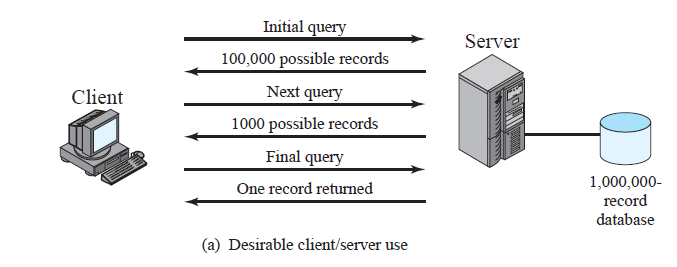 Initial query
Server
100,000 possible records
Client
Next query
1000 possible records
Final query
One record returned
1,000,000-
record
database
(a) Desirable client/server use